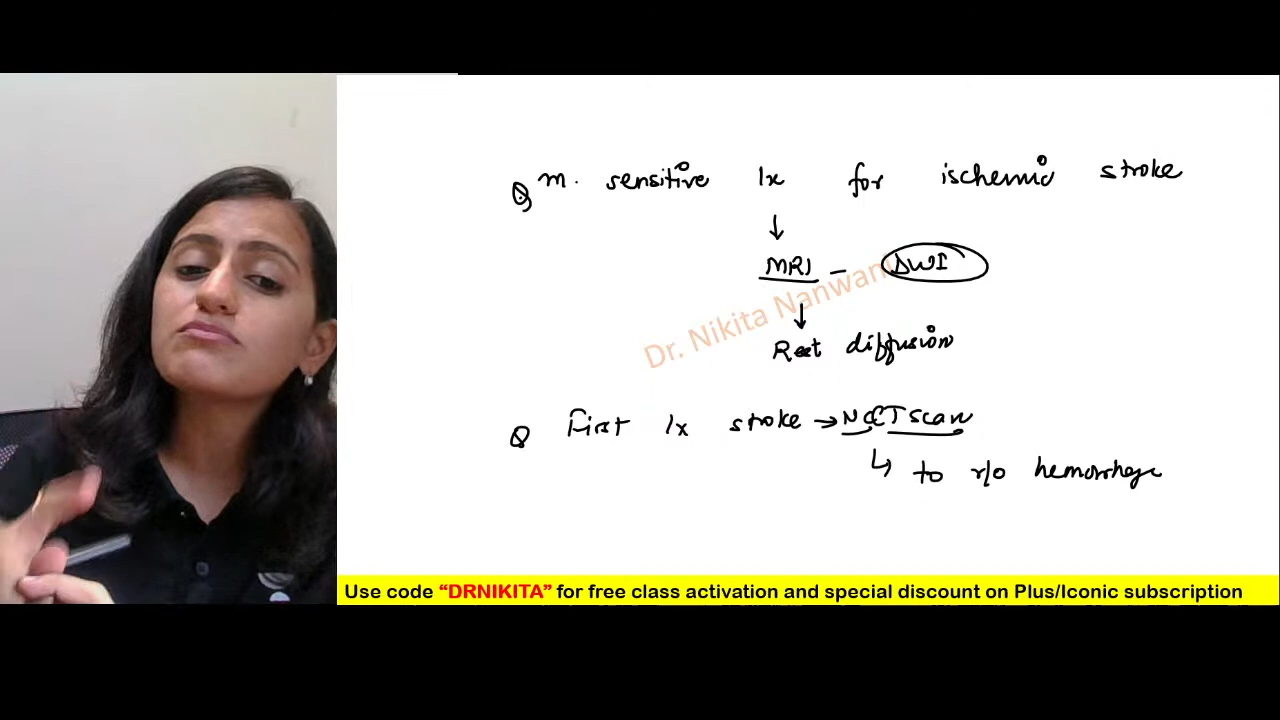 Q m. sensitive Ix for ischemic stroke
↓
MRI – DWI
↓
Rest diffusion
Dr. Nikita Nanwani
Q First Ix stroke → NCCT scan
↳ to r/o hemorrhage
Use code “DRNIKITA” for free class activation and special discount on Plus/Iconic subscription